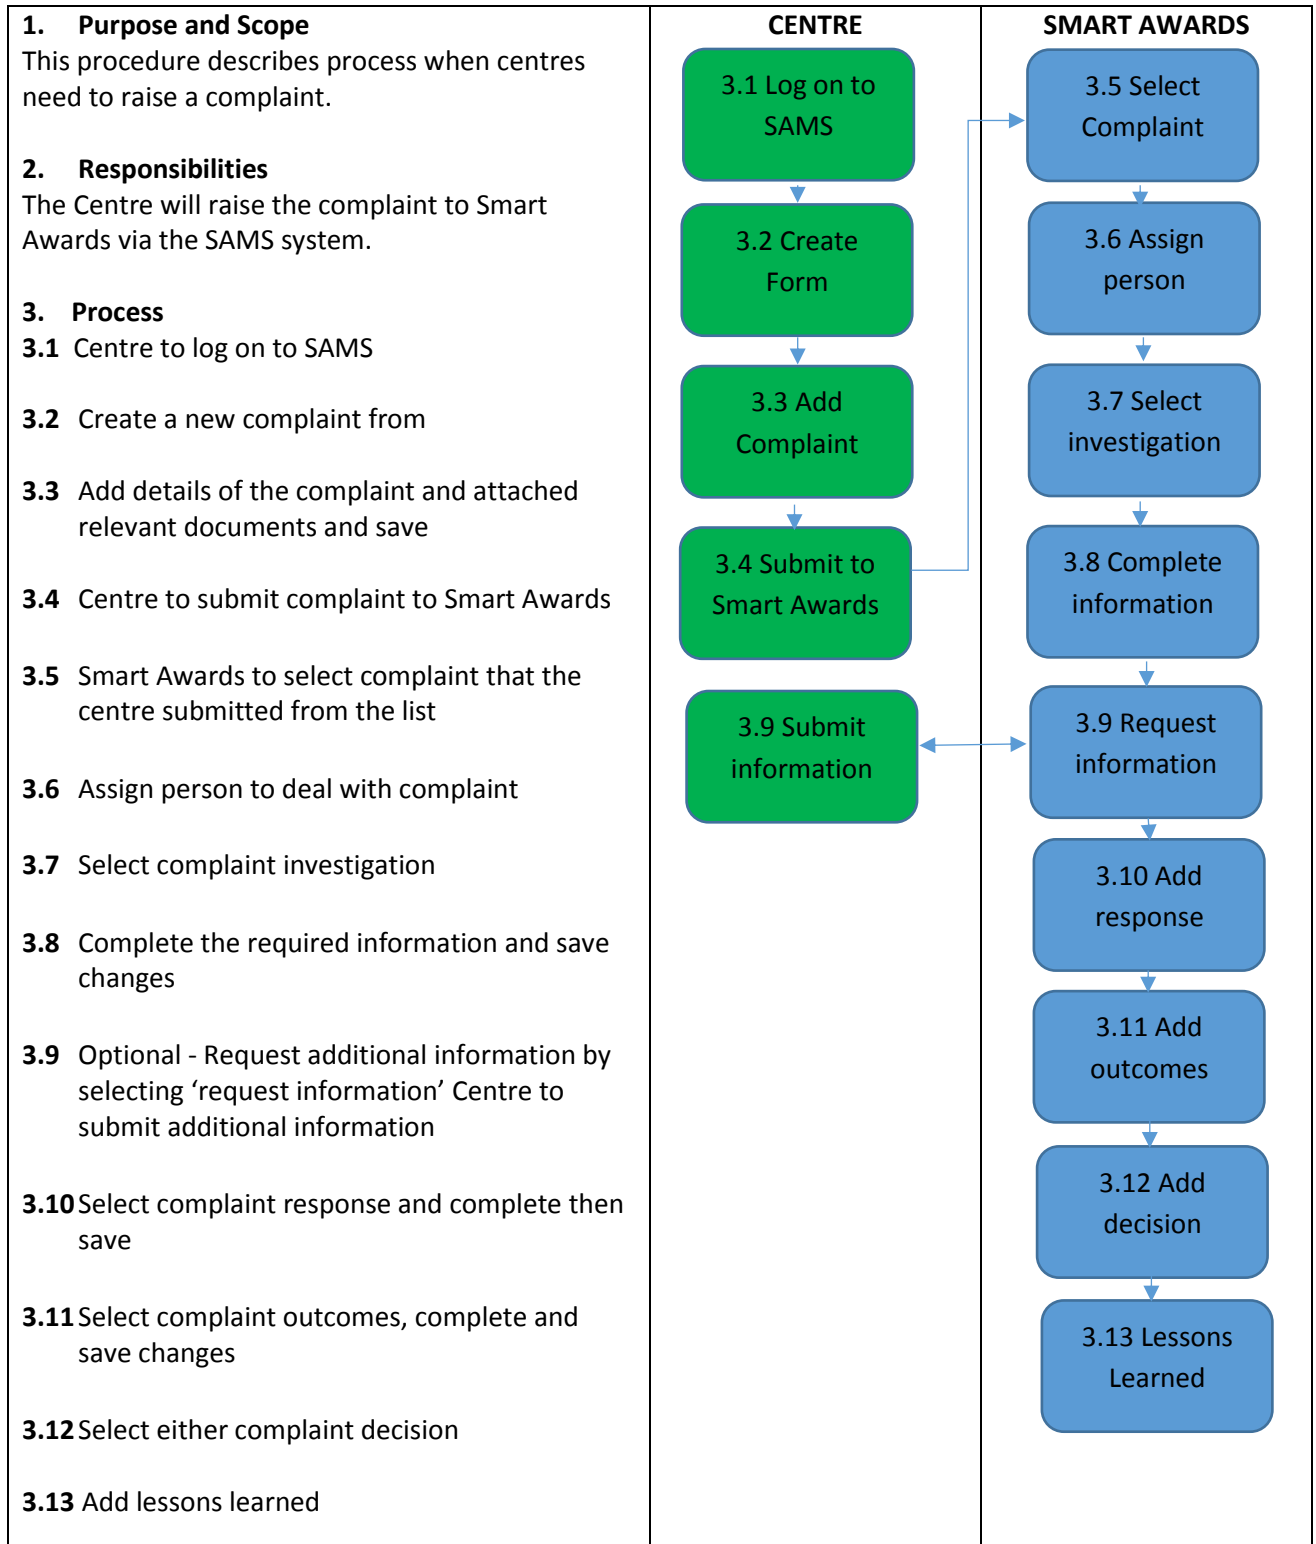 1. Purpose and Scope
This procedure describes process when centres
need to raise a complaint.
2. Responsibilities
The Centre will raise the complaint to Smart
Awards via the SAMS system.
3. Process
3.1 Centre to log on to SAMS
3.2 Create a new complaint from
3.3 Add details of the complaint and attached
relevant documents and save
3.4 Centre to submit complaint to Smart Awards
3.5 Smart Awards to select complaint that the
centre submitted from the list
3.6 Assign person to deal with complaint
3.7 Select complaint investigation
3.8 Complete the required information and save
changes
3.9 Optional - Request additional information by
selecting ‘request information’ Centre to
submit additional information
3.10 Select complaint response and complete then
save
3.11 Select complaint outcomes, complete and
save changes
3.12 Select either complaint decision
3.13 Add lessons learned
CENTRE
3.1 Log on to
SAMS
3.2 Create
Form
3.3 Add
Complaint
3.4 Submit to
Smart Awards
3.9 Submit
information
SMART AWARDS
3.5 Select
Complaint
3.6 Assign
person
3.7 Select
investigation
3.8 Complete
information
3.9 Request
information
3.10 Add
response
3.11 Add
outcomes
3.12 Add
decision
3.13 Lessons
Learned